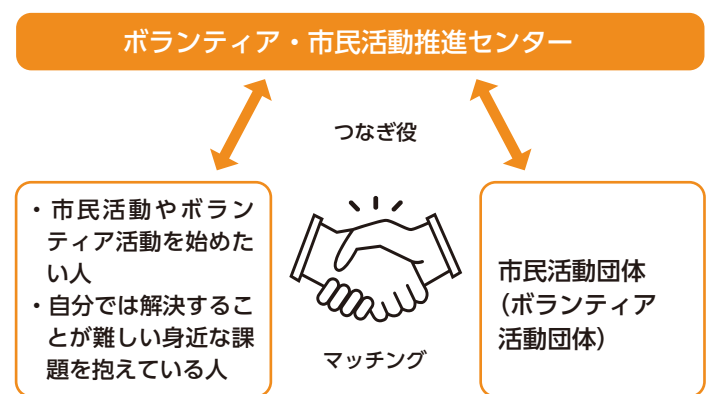 ボランティア・市民活動推進センター
つなぎ役
・市民活動やボラン
ティア活動を始めた
い人
・自分では解決するこ
とが難しい身近な課
題を抱えている人
マッチング
市民活動団体
（ボランティア
活動団体）